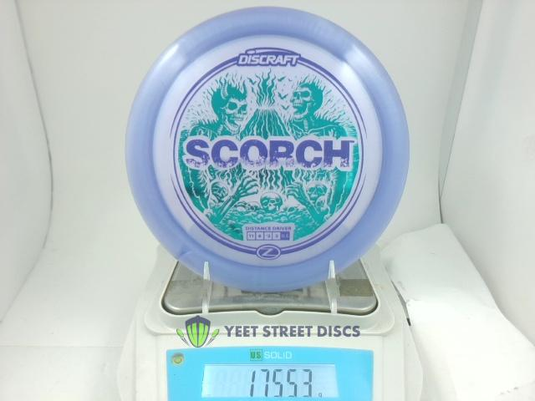 DISCRAFT
SCORCH
DISTANCE DRIVER
Z
YEET STREET DISCS
US SOLID
175.53 g